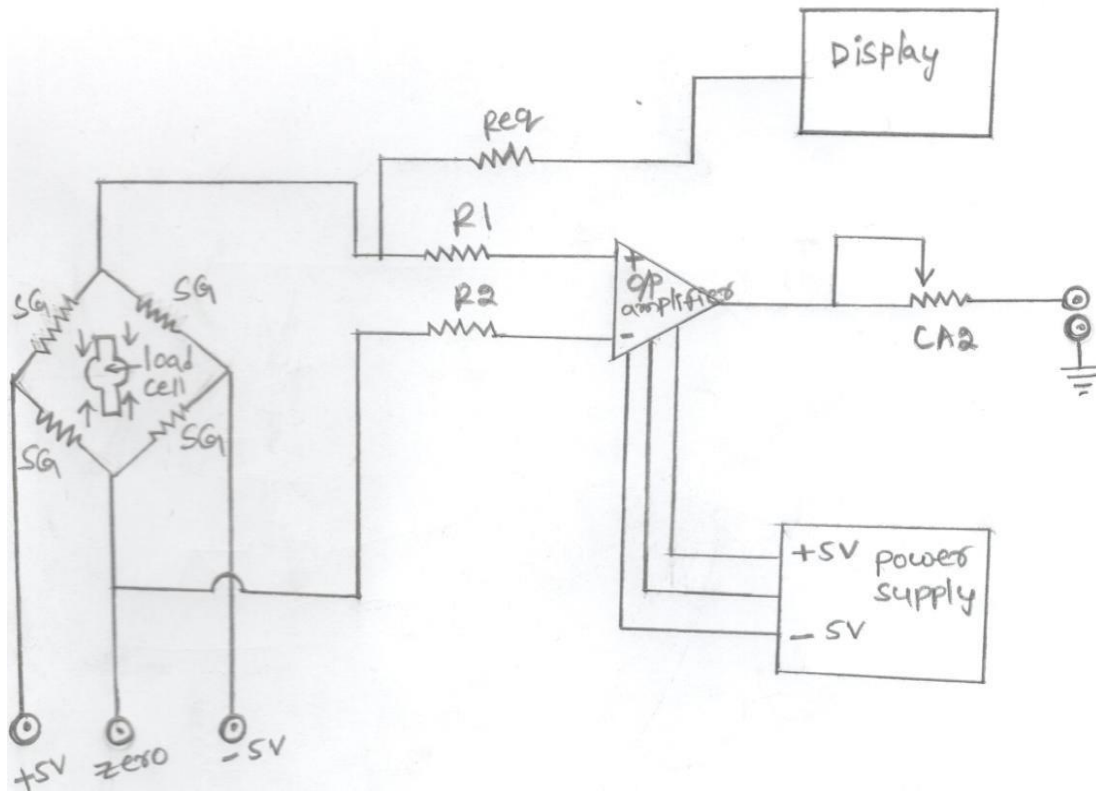 Display
Req
R1
R2
+
O/P
amplifier
-
CA2
SG
SG
load
cell
SG
SG
+5V
power
supply
- 5V
+5V
zero
- 5V